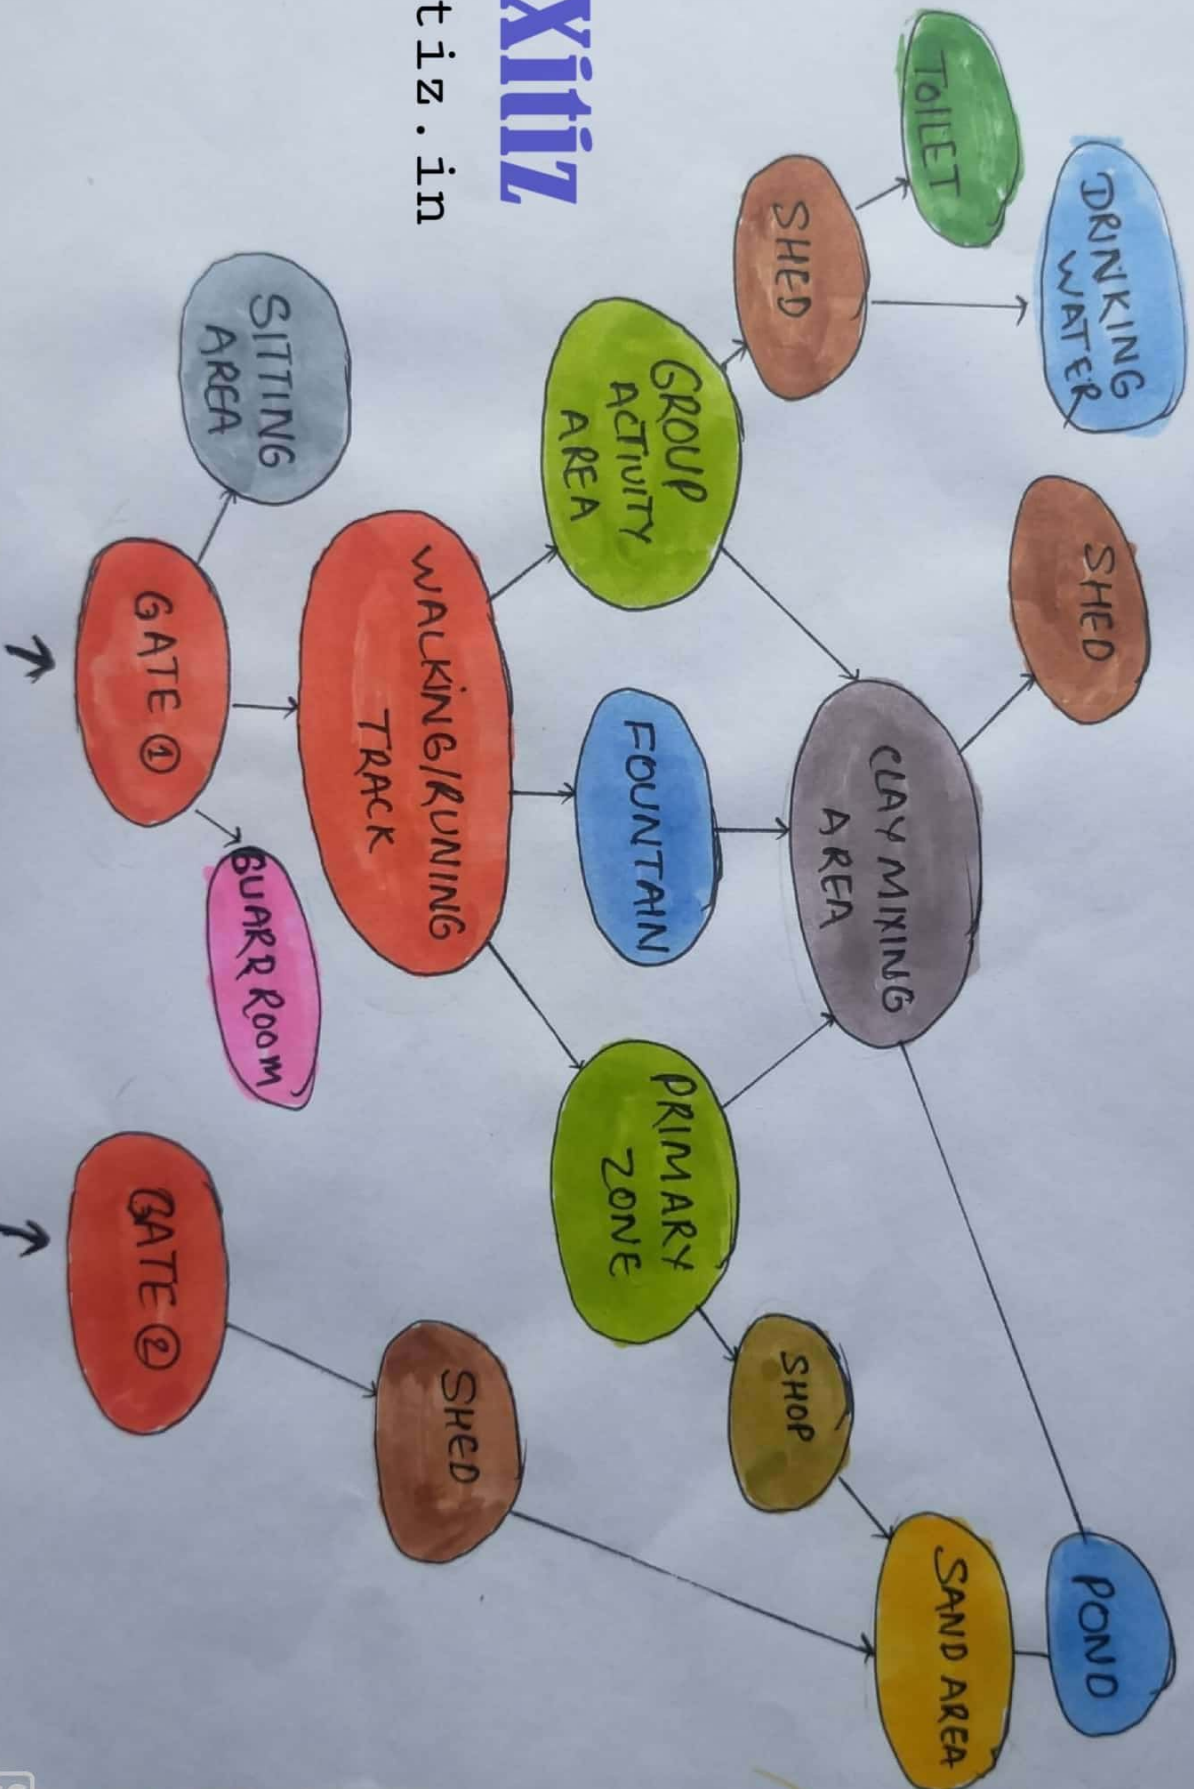 DRINKING
WATER
SHED
POND
TOILET
CLAY MIXING
AREA
SAND AREA
SHED
SHOP
GROUP
ACTIVITY
AREA
FOUNTAIN
PRIMARY
ZONE
XitiZ
tiz.in
WALKING/RUNING
TRACK
SHED
SITTING
AREA
GUARR ROOM
GATE ①
GATE ②